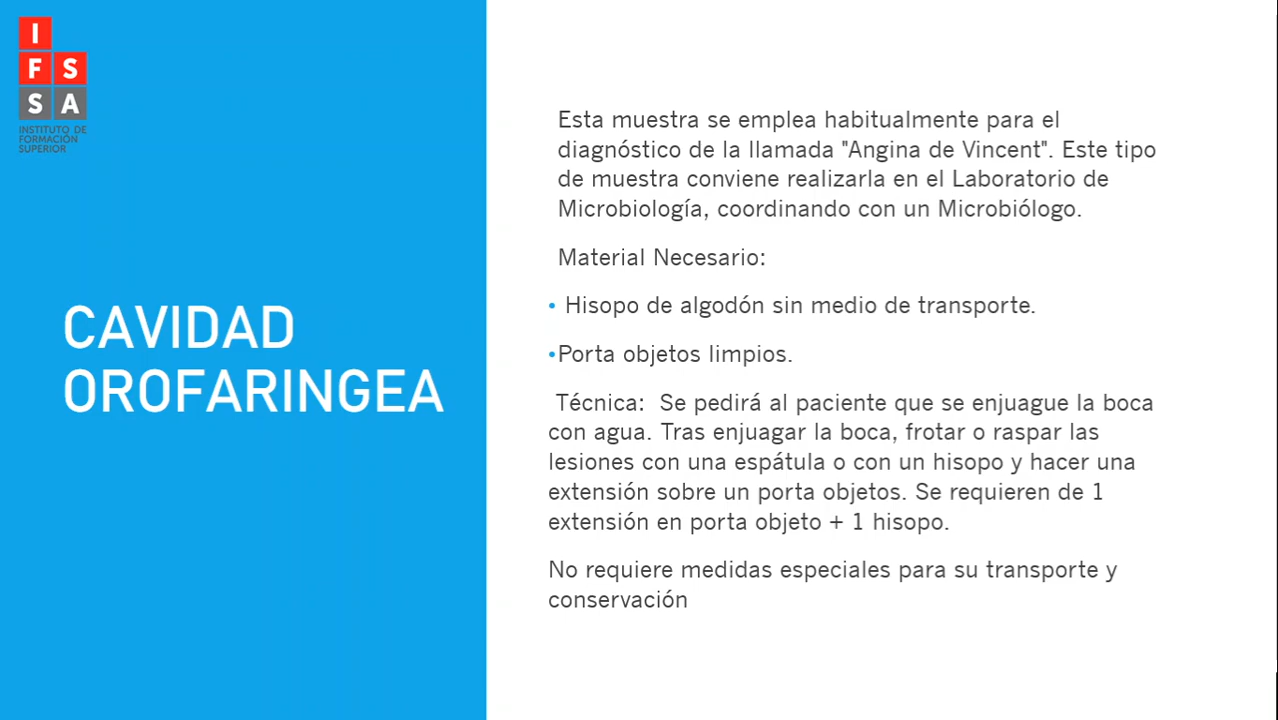 I
F S
S A
INSTITUTO DE
FORMACIÓN
SUPERIOR
CAVIDAD
OROFARINGEA
Esta muestra se emplea habitualmente para el
diagnóstico de la llamada "Angina de Vincent". Este tipo
de muestra conviene realizarla en el Laboratorio de
Microbiología, coordinando con un Microbiólogo.
Material Necesario:
• Hisopo de algodón sin medio de transporte.
•Porta objetos limpios.
Técnica:  Se pedirá al paciente que se enjuague la boca
con agua. Tras enjuagar la boca, frotar o raspar las
lesiones con una espátula o con un hisopo y hacer una
extensión sobre un porta objetos. Se requieren de 1
extensión en porta objeto + 1 hisopo.
No requiere medidas especiales para su transporte y
conservación